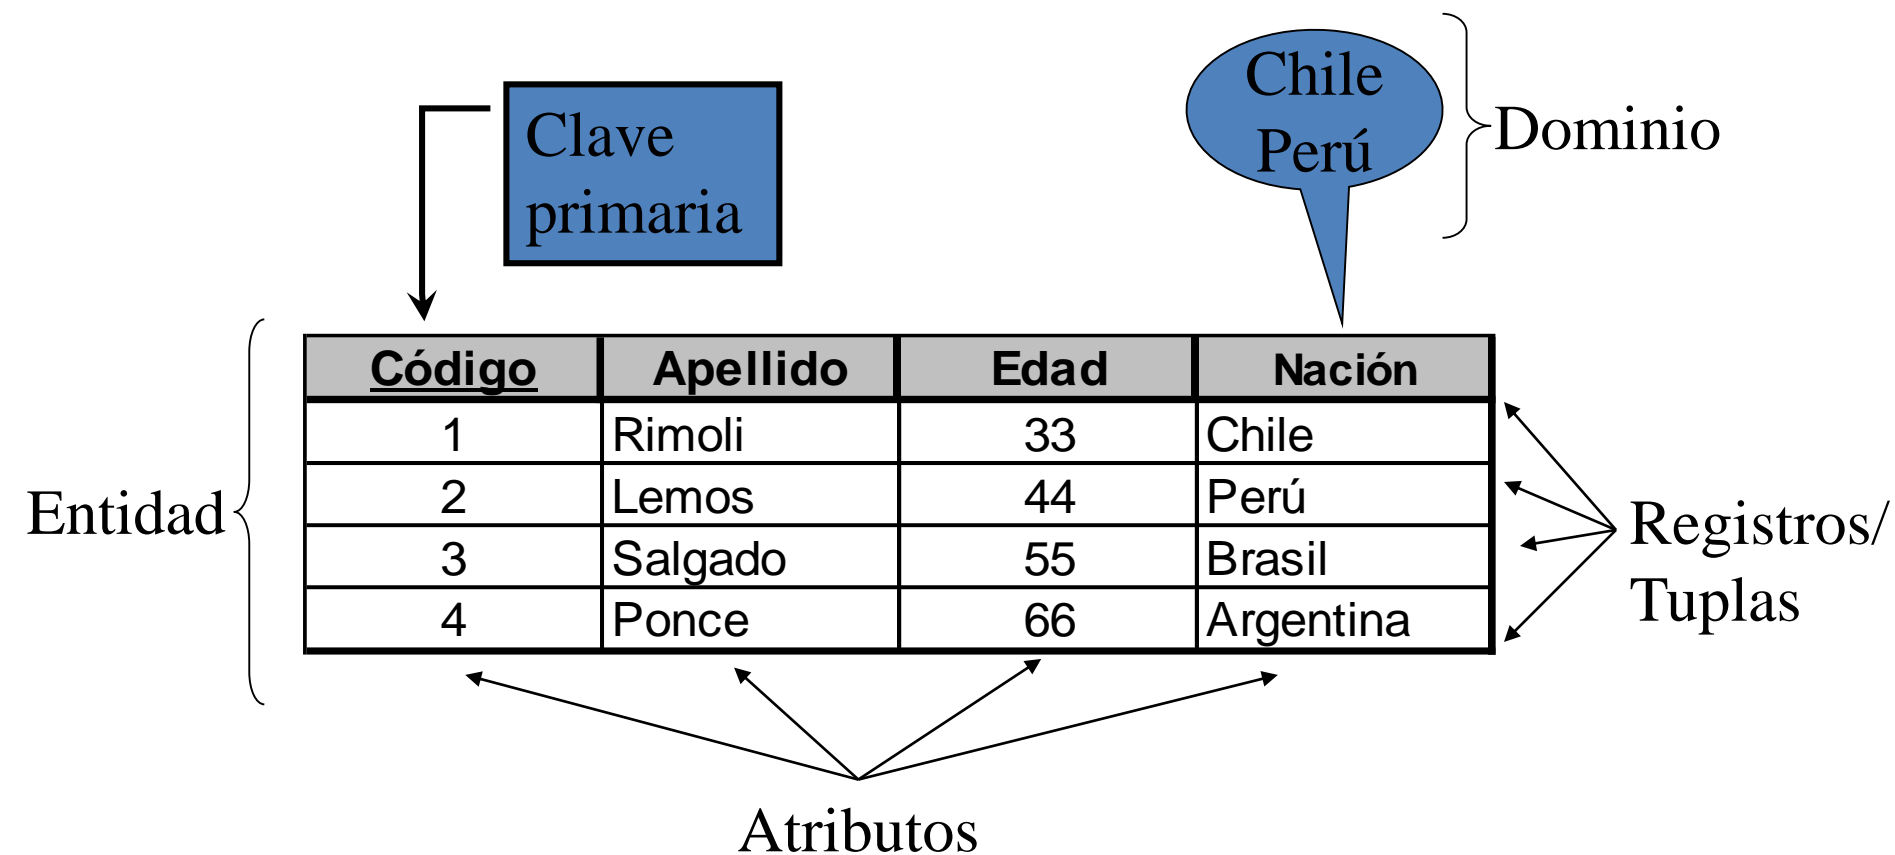 Chile
Perú
Dominio
Clave
primaria
Código Apellido Edad Nación
1 Rimoli 33 Chile
2 Lemos 44 Perú
3 Salgado 55 Brasil
4 Ponce 66 Argentina
Entidad
Registros/
Tuplas
Atributos